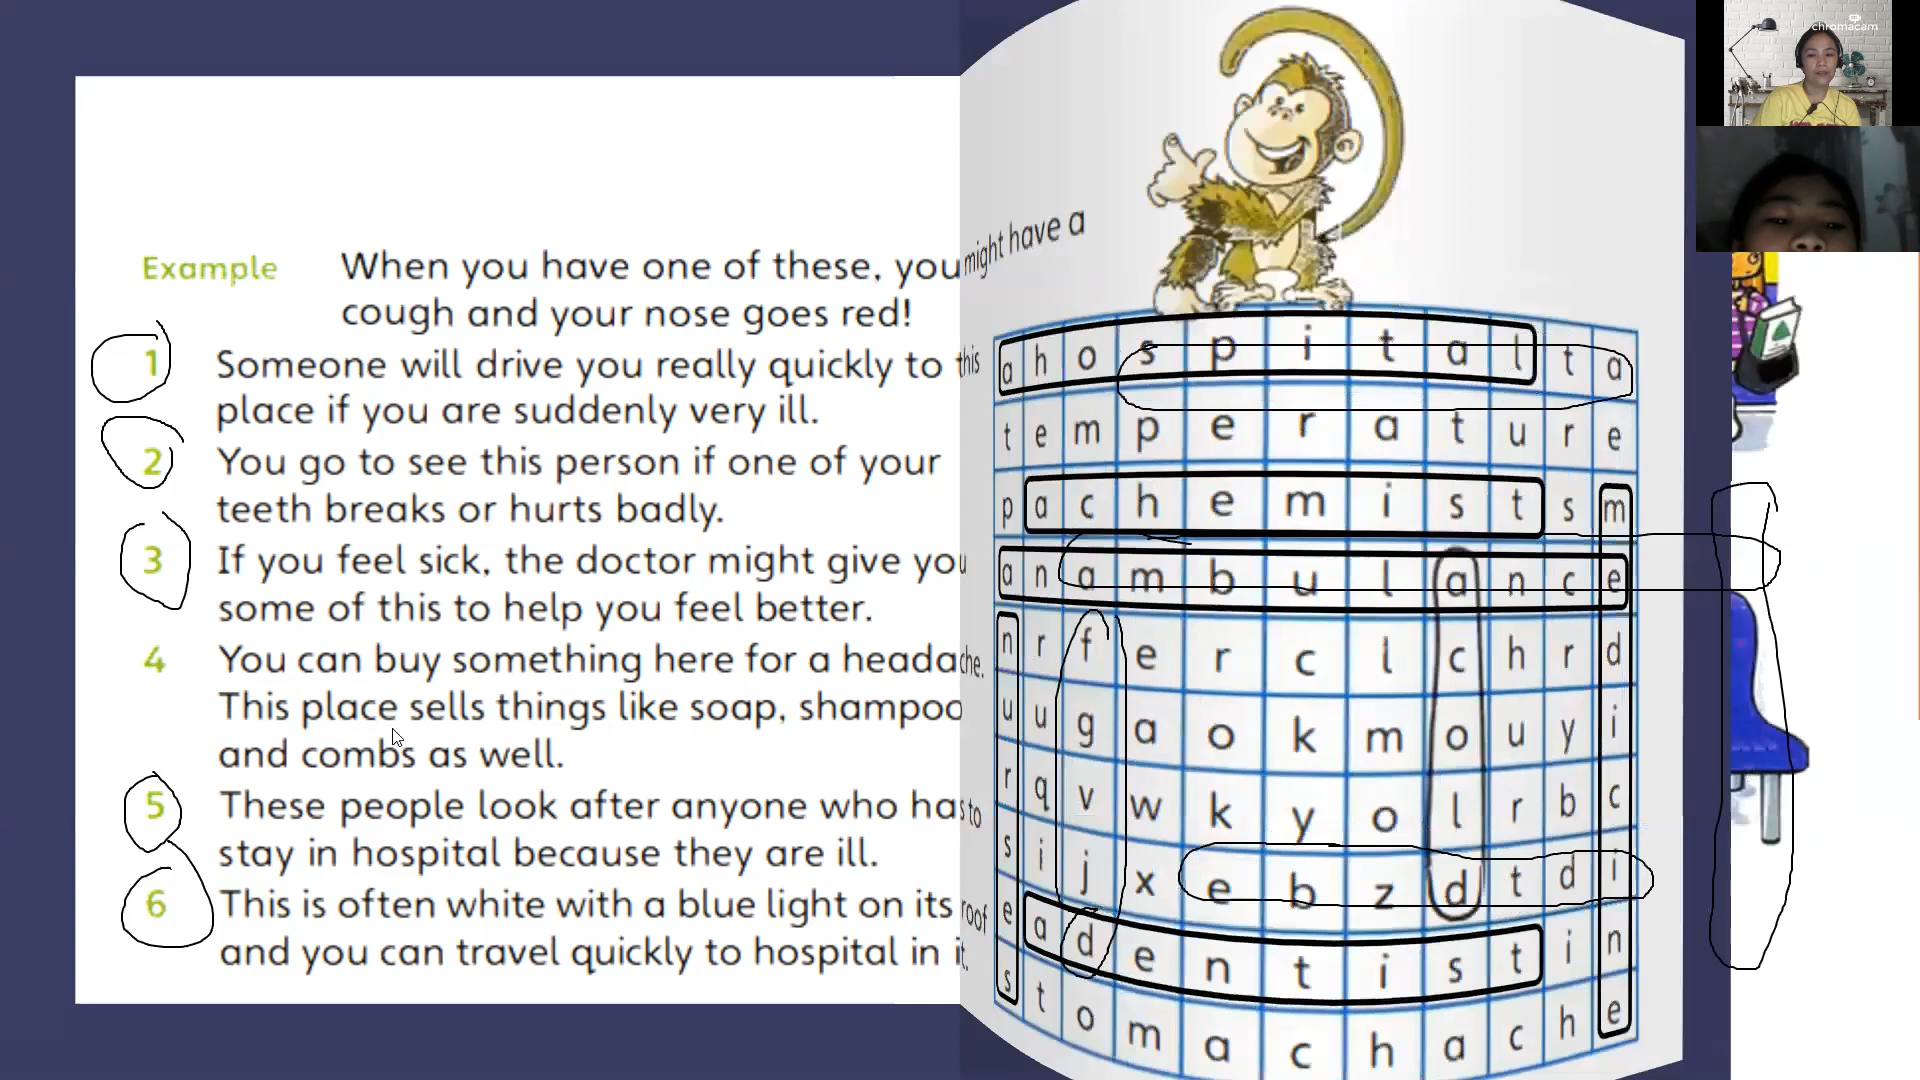 chromacam
Example When you have one of these, you might have a
cough and your nose goes red!
1 Someone will drive you really quickly to this
place if you are suddenly very ill.
2 You go to see this person if one of your
teeth breaks or hurts badly.
3 If you feel sick, the doctor might give you
some of this to help you feel better.
4 You can buy something here for a headache.
This place sells things like soap, shampoo
and combs as well.
5 These people look after anyone who has to
stay in hospital because they are ill.
6 This is often white with a blue light on its roof
and you can travel quickly to hospital in it.
a h o s p i t a l t a
t e m p e r a t u r e
p a c h e m i s t s m
a n a m b u l a n c e
n r f e r c l c h r d
u u g a o k m o u y i
r q v w k y o l r b c
s i j x e b z d t d i
e a d e n t i s t i n
s t o m a c h a c h e